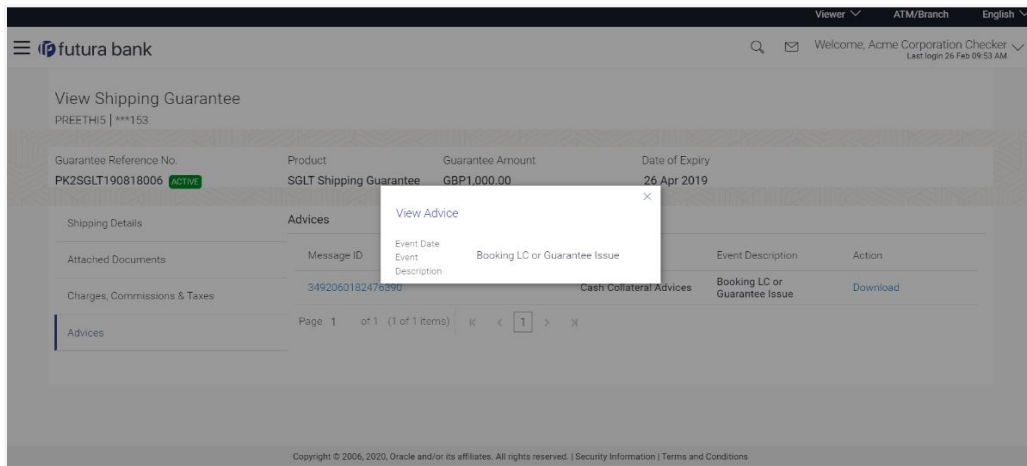 Viewer ATM/Branch English
futura bank
Welcome, Acme Corporation Checker
Last login 26 Feb 09:53 AM
View Shipping Guarantee
PREETHI5 | ***153
Guarantee Reference No. Product Guarantee Amount Date of Expiry
PK2SGLT190818006 ACTIVE SGLT Shipping Guarantee GBP1,000.00 26 Apr 2019
Shipping Details
Attached Documents
Charges, Commissions & Taxes
Advices
Advices
Message ID Event Description Action
3492060182476390 Cash Collateral Advices Booking LC or Guarantee Issue Download
Page 1 of 1 (1 of 1 items) 1
View Advice
Event Date
Event Description Booking LC or Guarantee Issue
Copyright © 2006, 2020, Oracle and/or its affiliates. All rights reserved. | Security Information | Terms and Conditions